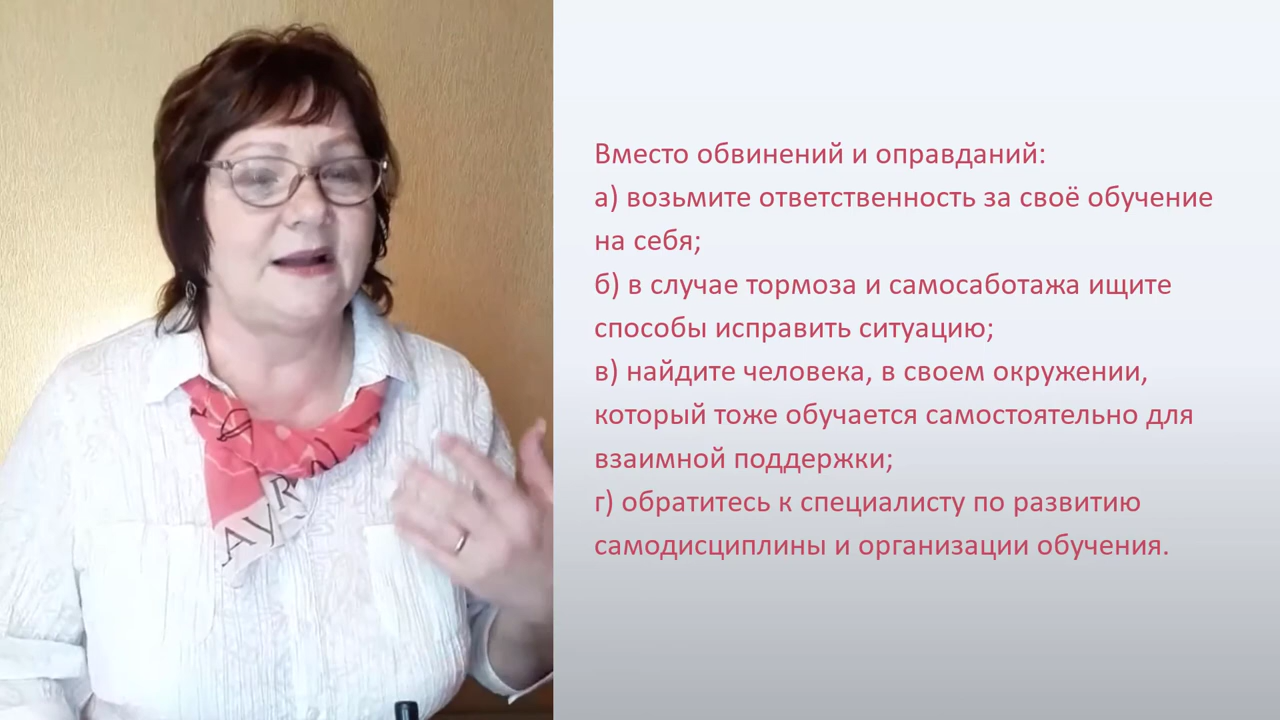 Вместо обвинений и оправданий:
а) возьмите ответственность за своё обучение
на себя;
б) в случае тормоза и самосаботажа ищите
способы исправить ситуацию;
в) найдите человека, в своем окружении,
который тоже обучается самостоятельно для
взаимной поддержки;
г) обратитесь к специалисту по развитию
самодисциплины и организации обучения.